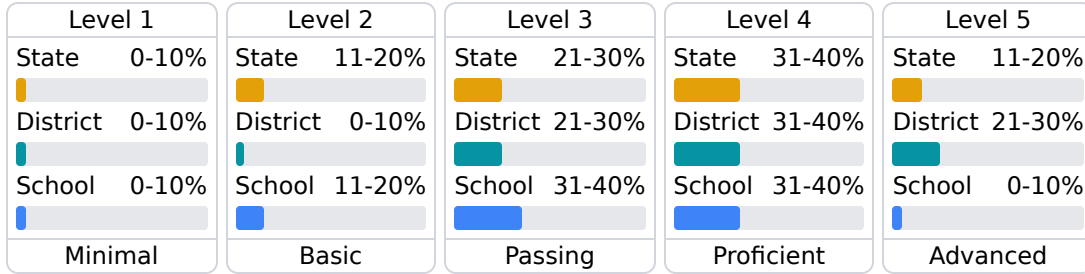 Level 1
State 0-10%
District 0-10%
School 0-10%
Minimal
Level 2
State 11-20%
District 0-10%
School 11-20%
Basic
Level 3
State 21-30%
District 21-30%
School 31-40%
Passing
Level 4
State 31-40%
District 31-40%
School 31-40%
Proficient
Level 5
State 11-20%
District 21-30%
School 0-10%
Advanced